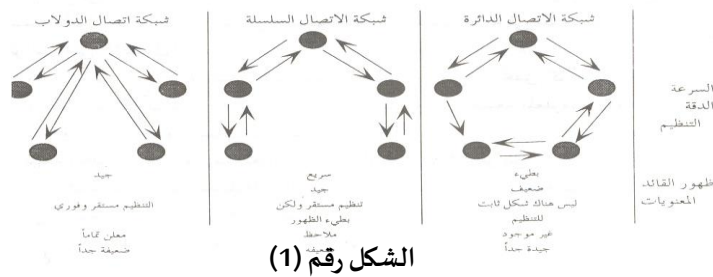 شبكة الاتصال الدائرة
شبكة الاتصال السلسلة
شبكة اتصال الدولاب
السرعة
الدقة
التنظيم
ظهور القائد
المعنويات
بطيء
ضعيف
ليس هناك شكل ثابت
للتنظيم
غير موجود
جيدة جداً
سريع
جيد
تنظيم مستقر ولكن
بطيء الظهور
ملاحظ
ضعيفة
جيد
التنظيم مستقر وفوري
معلن تماماً
ضعيفة جداً
الشكل رقم (1)